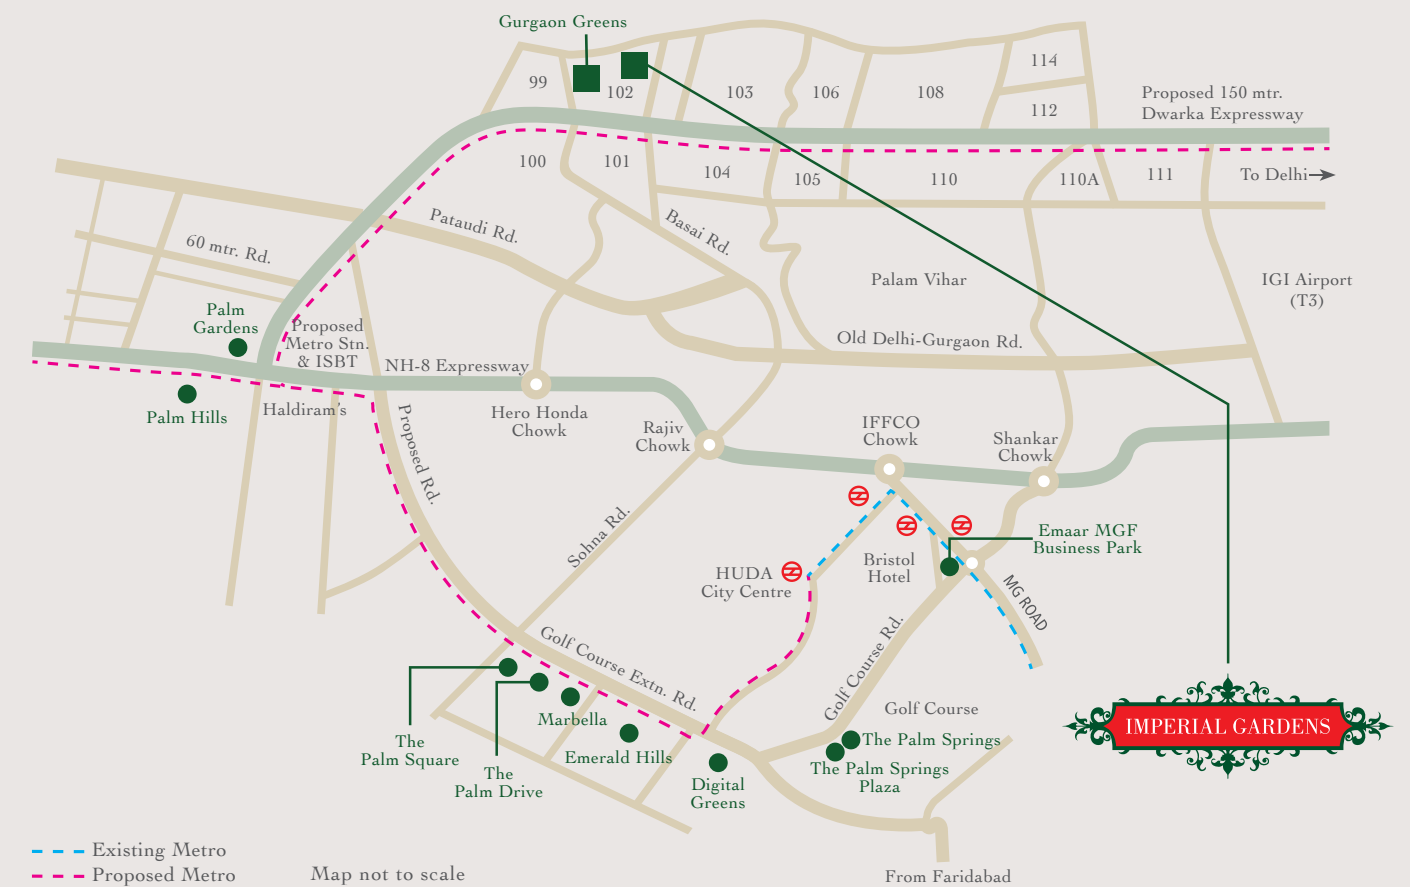 Gurgaon Greens
114
99
102
103
106
108
112
Proposed 150 mtr.
Dwarka Expressway
100
101
104
105
110
110A
111
To Delhi
Pataudi Rd.
Basai Rd.
60 mtr. Rd.
Palam Vihar
IGI Airport
(T3)
Palm
Gardens
Proposed
Metro Stn.
& ISBT
Old Delhi-Gurgaon Rd.
NH-8 Expressway
Palm Hills
Haldiram's
Proposed Rd.
Hero Honda
Chowk
Rajiv
Chowk
IFFCO
Chowk
Shankar
Chowk
Sohna Rd.
Emaar MGF
Business Park
Bristol
Hotel
HUDA
City Centre
MG ROAD
Golf Course Extn. Rd.
Golf Course Rd.
Golf Course
Marbella
The
Palm Square
Emerald Hills
The
Palm Drive
Digital
Greens
The Palm Springs
The Palm Springs
Plaza
IMPERIAL GARDENS
Existing Metro
Proposed Metro
Map not to scale
From Faridabad